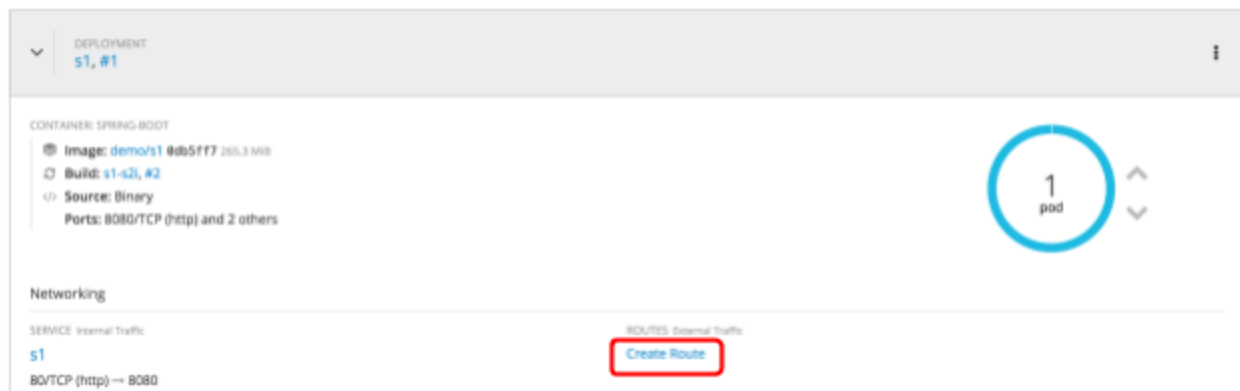 DEPLOYMENT
s1, #1
CONTAINER: SPRING-BOOT
Image: demo/s1 0db5ff7 265.3 MiB
Build: s1-s2i, #2
Source: Binary
Ports: 8080/TCP (http) and 2 others
1
pod
Networking
SERVICE Internal Traffic
ROUTES External Traffic
s1
Create Route
80/TCP (http) → 8080